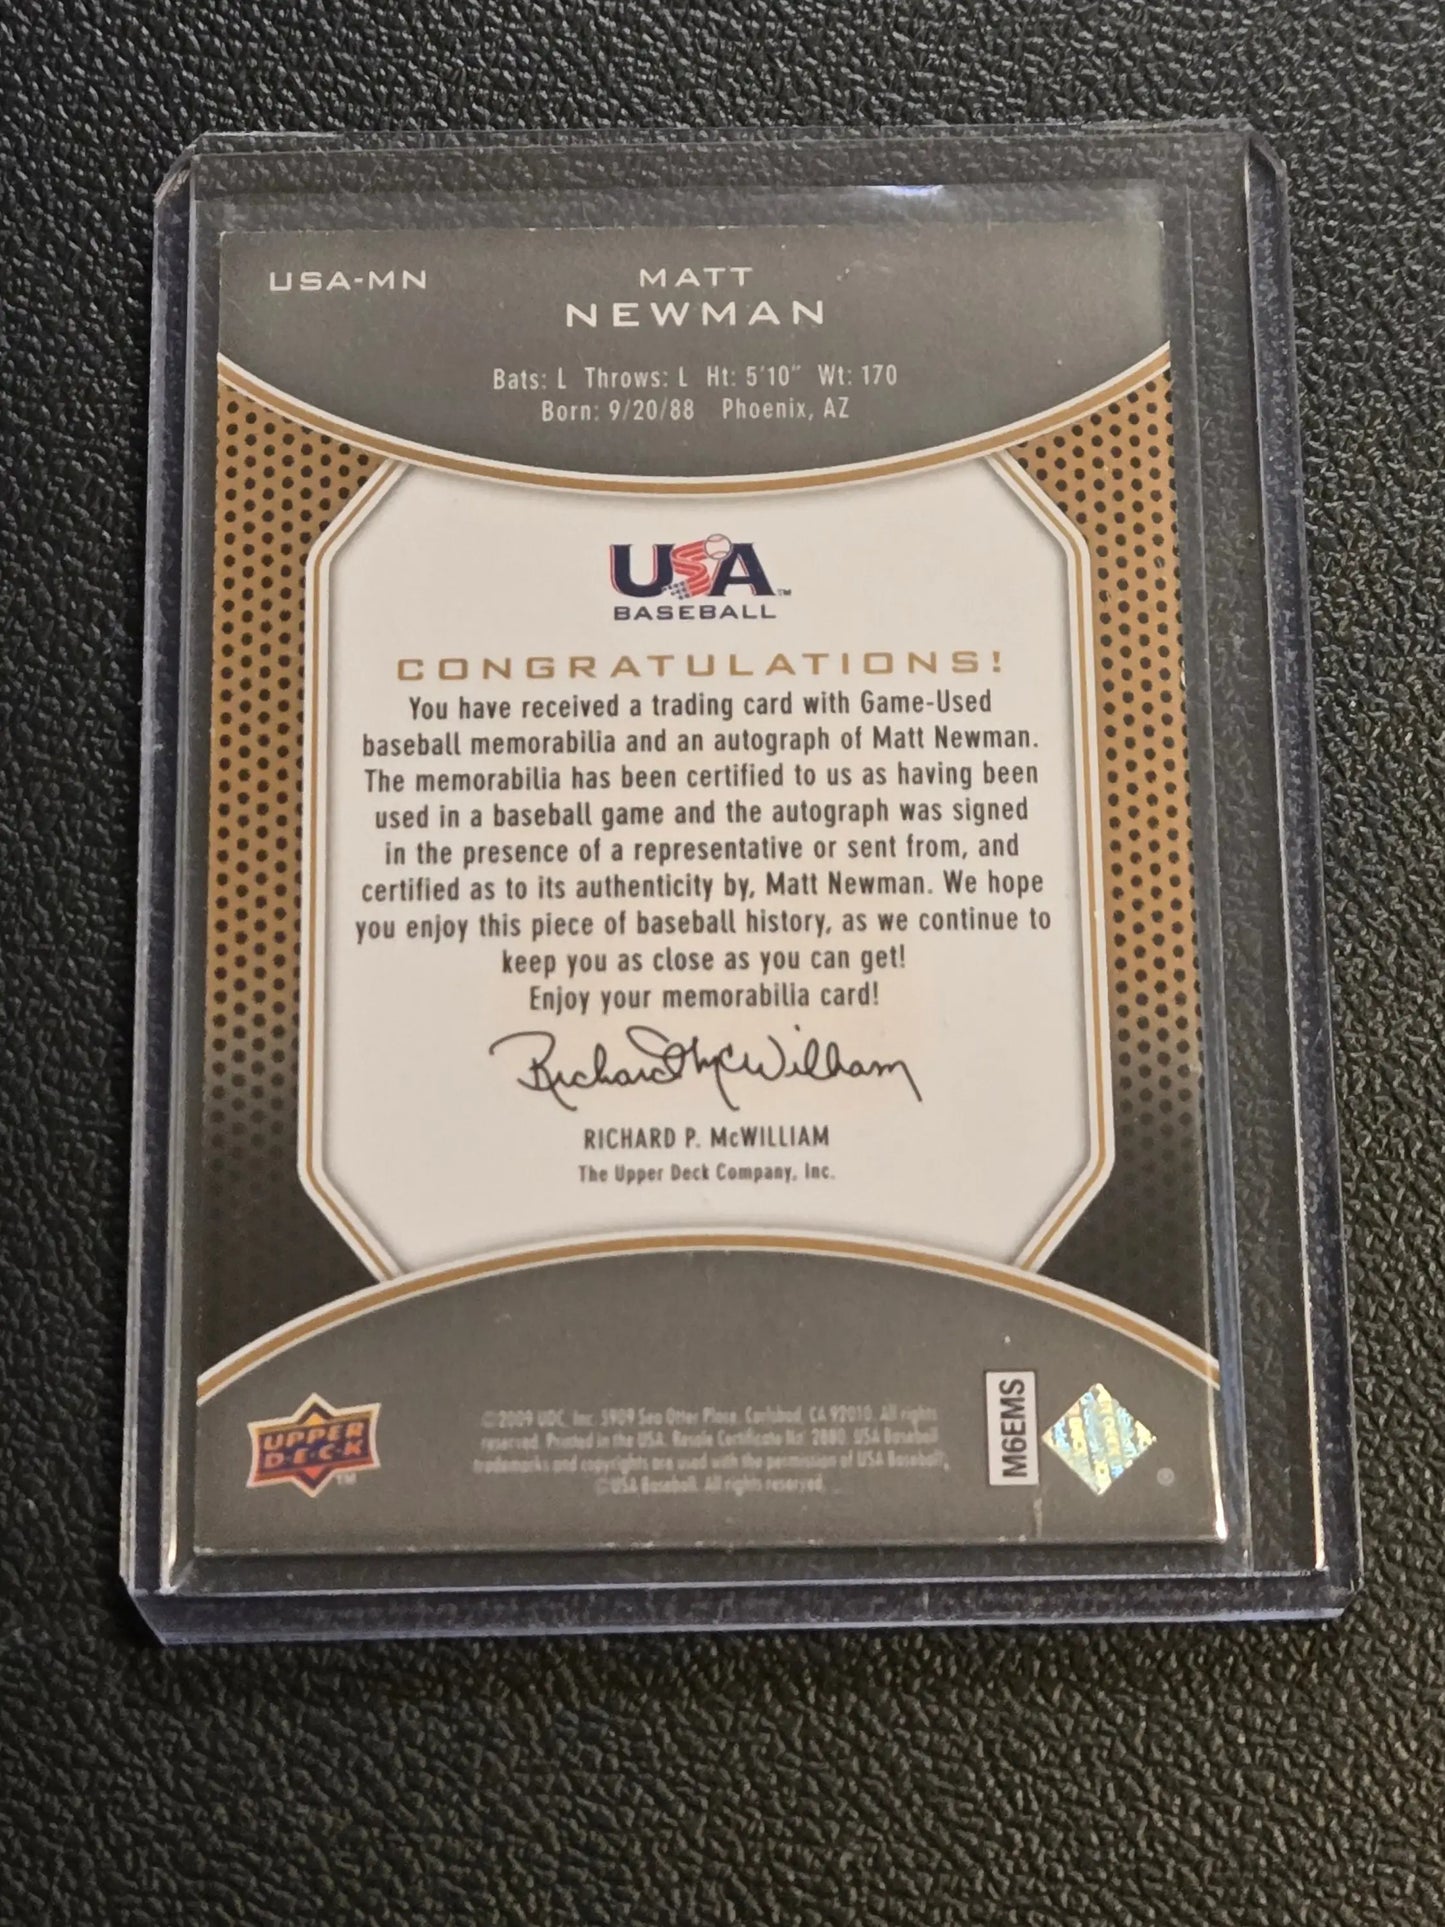 USA-MN
MATT
NEWMAN
Bats: L Throws: L Ht: 5'10" Wt: 170
Born: 9/20/88 Phoenix, AZ
USA™
BASEBALL
CONGRATULATIONS!
You have received a trading card with Game-Used
baseball memorabilia and an autograph of Matt Newman.
The memorabilia has been certified to us as having been
used in a baseball game and the autograph was signed
in the presence of a representative or sent from, and
certified as to its authenticity by, Matt Newman. We hope
you enjoy this piece of baseball history, as we continue to
keep you as close as you can get!
Enjoy your memorabilia card!
Richard McWilliam
RICHARD P. McWILLIAM
The Upper Deck Company, Inc.
UPPER
DECK™
©2009 UDC, Inc. 5909 Sea Otter Place, Carlsbad, CA 92010. All rights
reserved. Printed in the USA. Resale Certificate No. 2880. USA Baseball
trademarks and copyrights are used with the permission of USA Baseball,
©USA Baseball. All rights reserved.
M6EMS
®